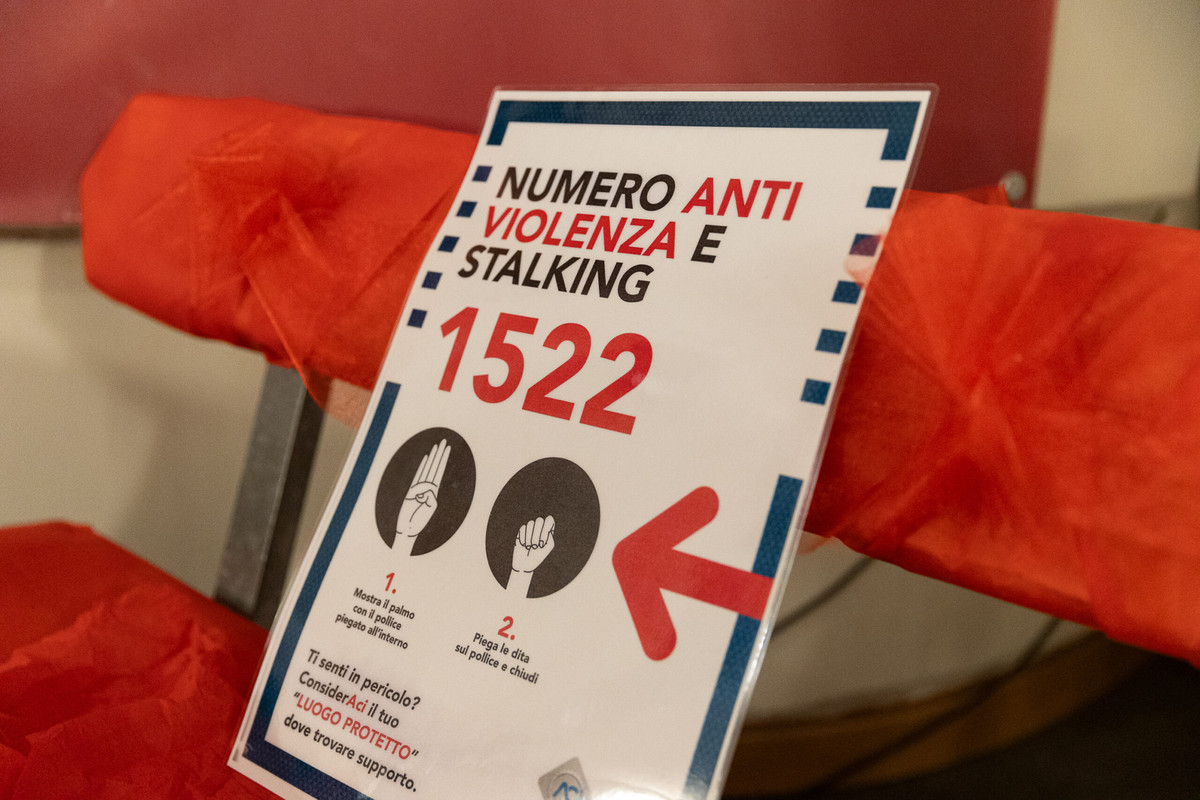 NUMERO ANTI
VIOLENZA E
STALKING
1522
1.
Mostra il palmo
con il pollice
piegato all'interno
2.
Piega le dita
sul pollice e chiudi
Ti senti in pericolo?
ConsiderAci il tuo
"LUOGO PROTETTO"
dove trovare supporto.